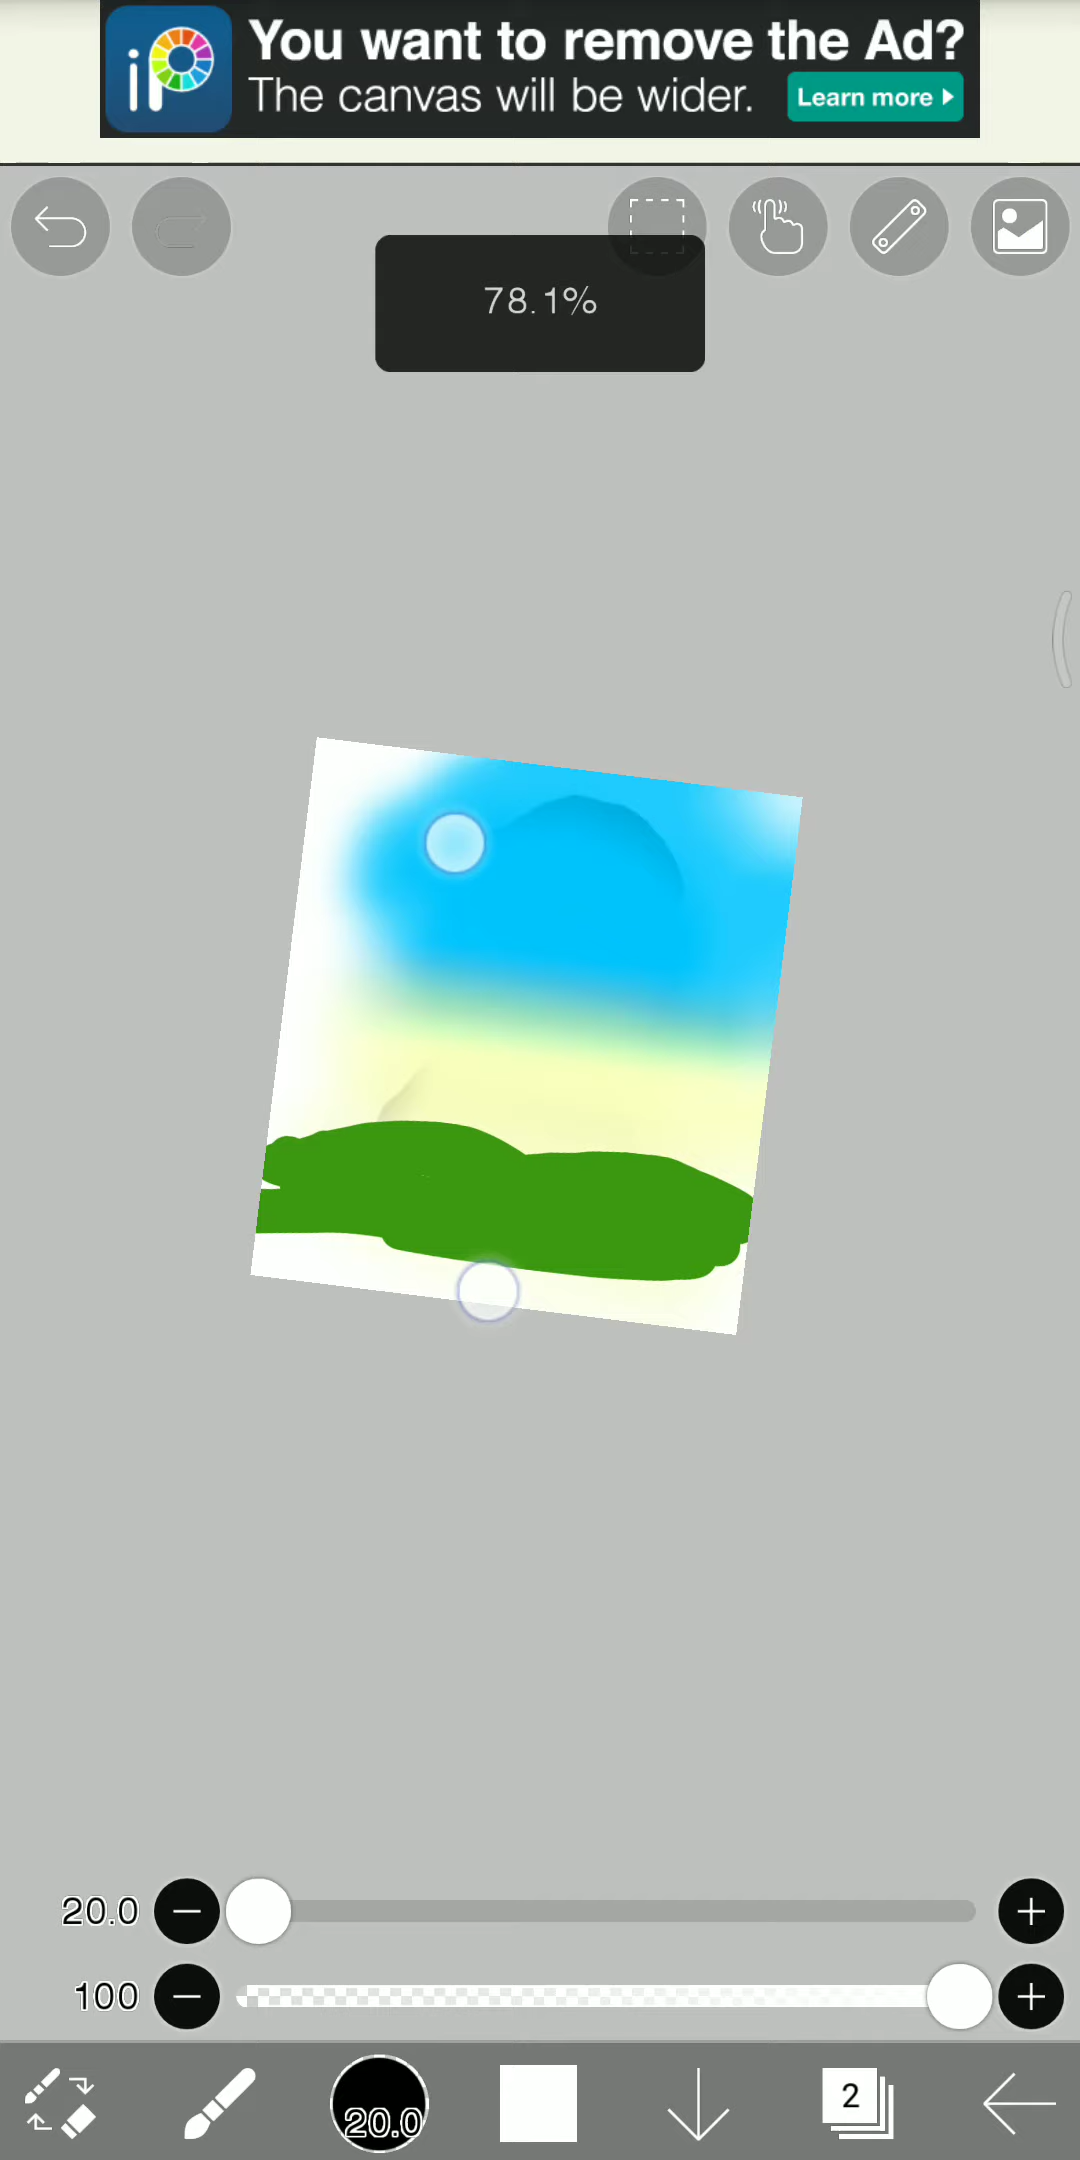 iP
You want to remove the Ad?
The canvas will be wider.
Learn more
78.1%
20.0
100
20.0
2